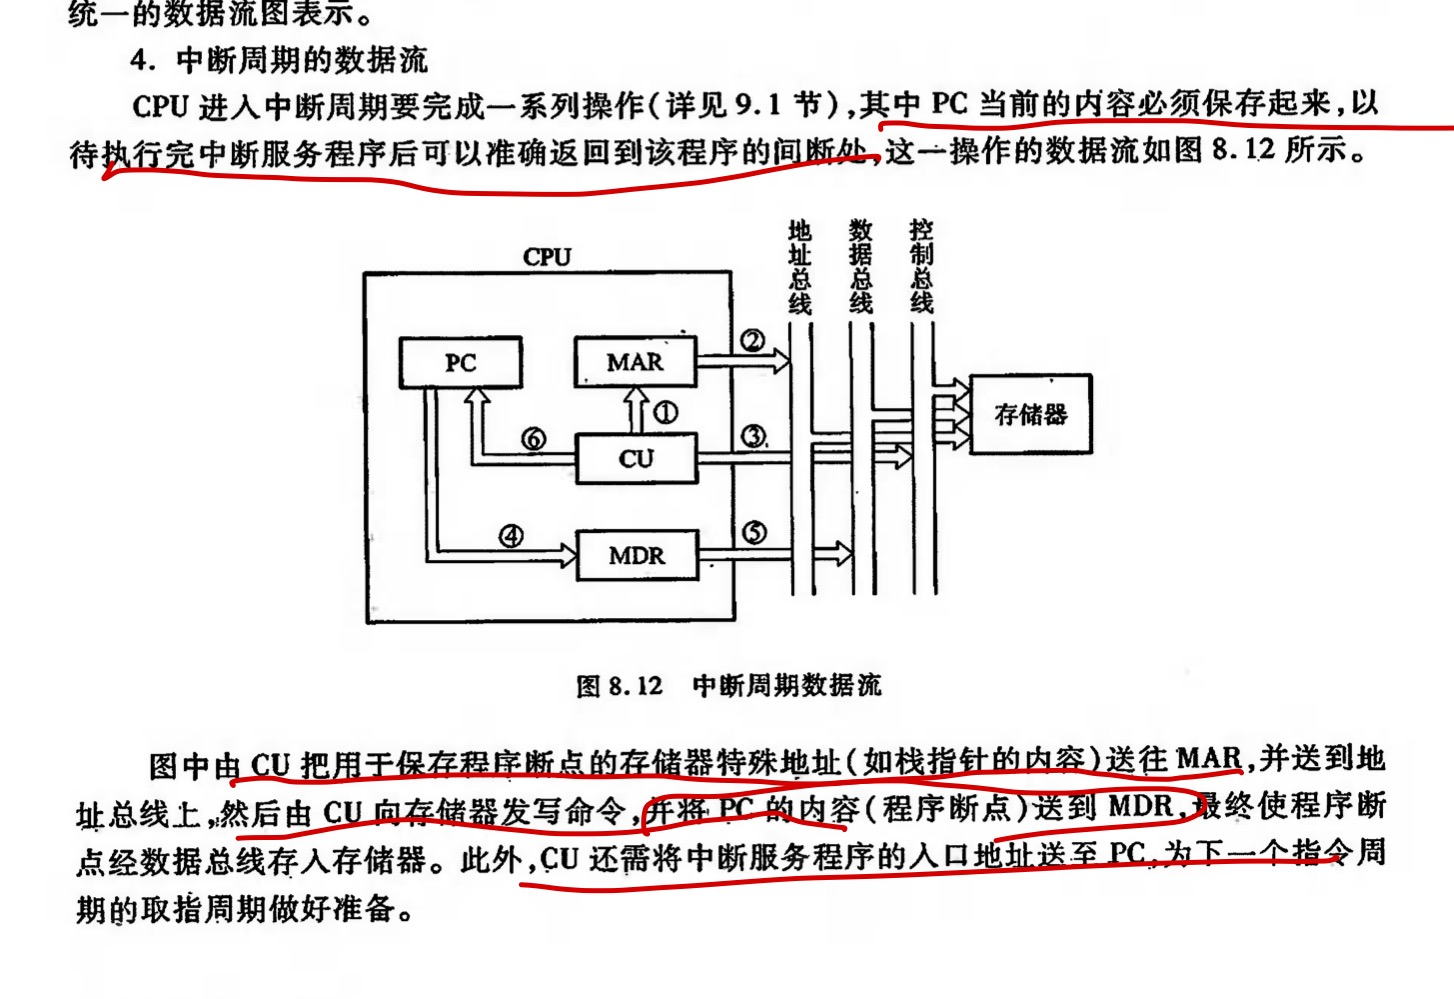 统一的数据流图表示。
4. 中断周期的数据流
CPU 进入中断周期要完成一系列操作(详见 9.1 节),其中 PC 当前的内容必须保存起来,以
待执行完中断服务程序后可以准确返回到该程序的间断处,这一操作的数据流如图 8.12 所示。
地址总线
数据总线
控制总线
CPU
PC
MAR
②
①
存储器
⑥
CU
③
④
MDR
⑤
图 8.12 中断周期数据流
图中由 CU 把用于保存程序断点的存储器特殊地址(如栈指针的内容)送往 MAR,并送到地
址总线上,然后由 CU 向存储器发写命令,并将 PC 的内容(程序断点)送到 MDR,最终使程序断
点经数据总线存入存储器。此外,CU 还需将中断服务程序的入口地址送至 PC,为下一个指令周
期的取指周期做好准备。